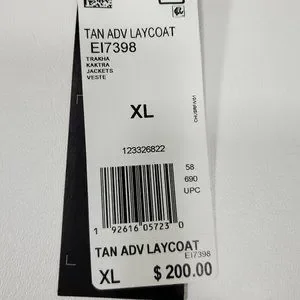 TAN ADV LAYCOAT
EI7398
TRAKHA
KAKTRA
JACKETS
VESTE
XL
123326822
58
690
UPC
1 92616 05723 0
TAN ADV LAYCOAT
EI7398
XL $ 200.00